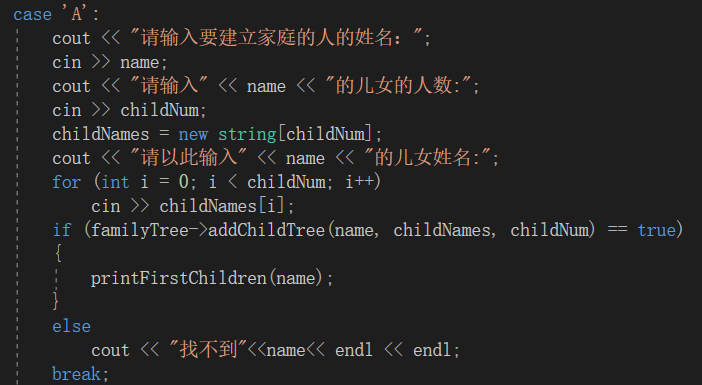 case 'A':
cout << "请输入要建立家庭的人的姓名：";
cin >> name;
cout << "请输入" << name << "的儿女的人数:";
cin >> childNum;
childNames = new string[childNum];
cout << "请以此输入" << name << "的儿女姓名:";
for (int i = 0; i < childNum; i++)
cin >> childNames[i];
if (familyTree->addChildTree(name, childNames, childNum) == true)
{
printFirstChildren(name);
}
else
cout << "找不到"<<name<< endl << endl;
break;